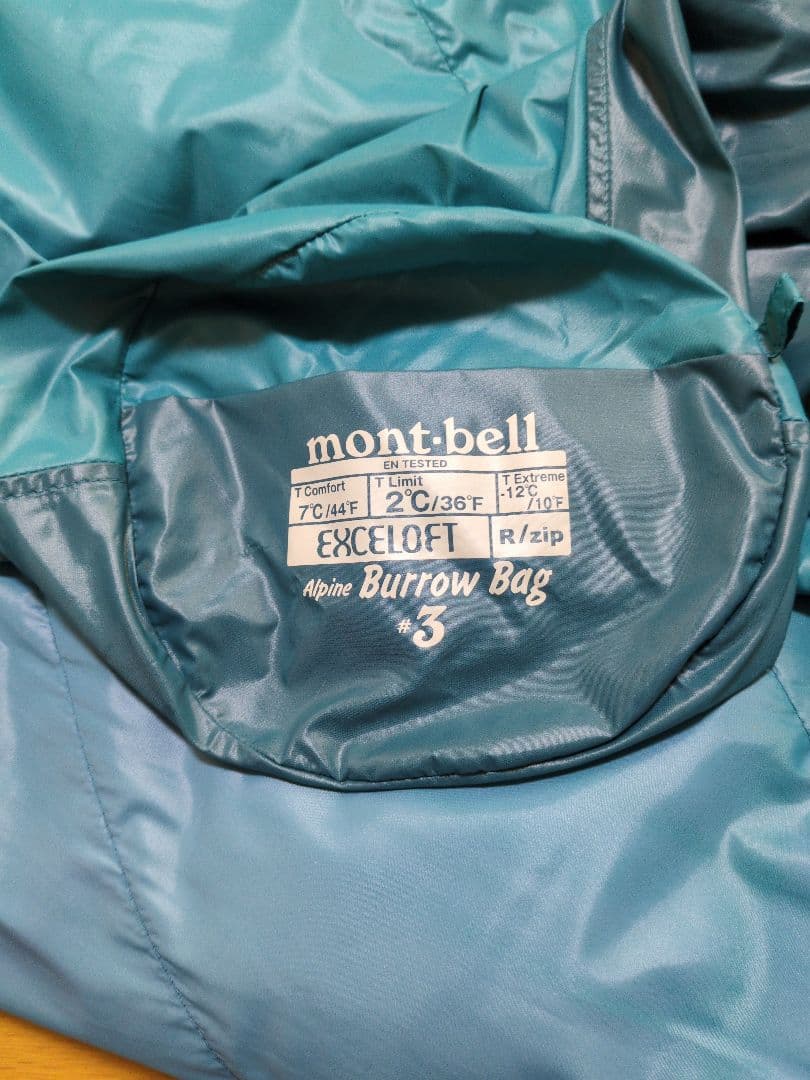 mont·bell
EN TESTED
T Comfort
7℃/44°F
T Limit
2℃/36°F
T Extreme
-12℃
/10°F
EXCELOFT
R/zip
Alpine Burrow Bag
#3